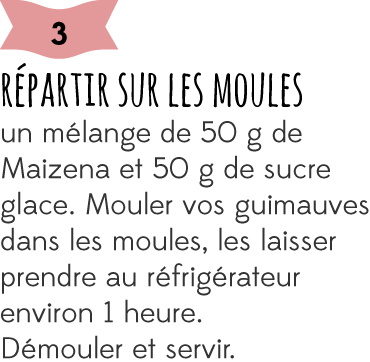 3
RÉPARTIR SUR LES MOULES
un mélange de 50 g de
Maizena et 50 g de sucre
glace. Mouler vos guimauves
dans les moules, les laisser
prendre au réfrigérateur
environ 1 heure.
Démouler et servir.